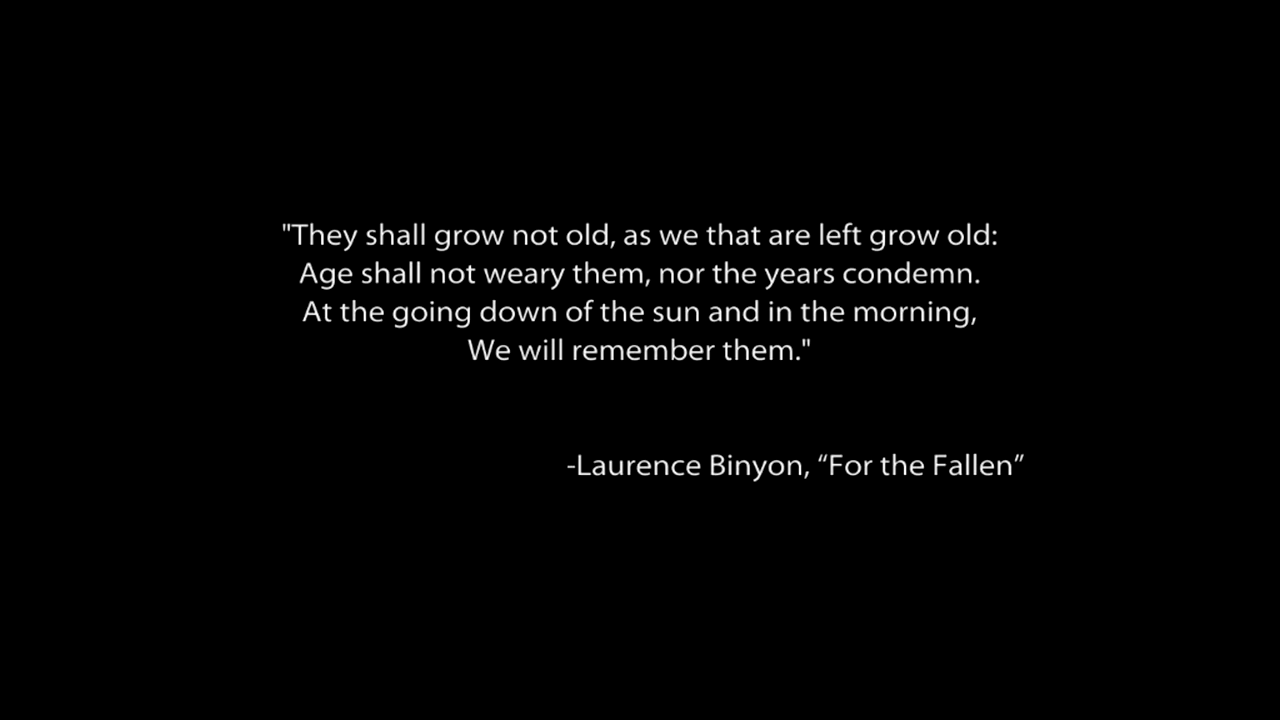 "They shall grow not old, as we that are left grow old:
Age shall not weary them, nor the years condemn.
At the going down of the sun and in the morning,
We will remember them."
-Laurence Binyon, “For the Fallen”